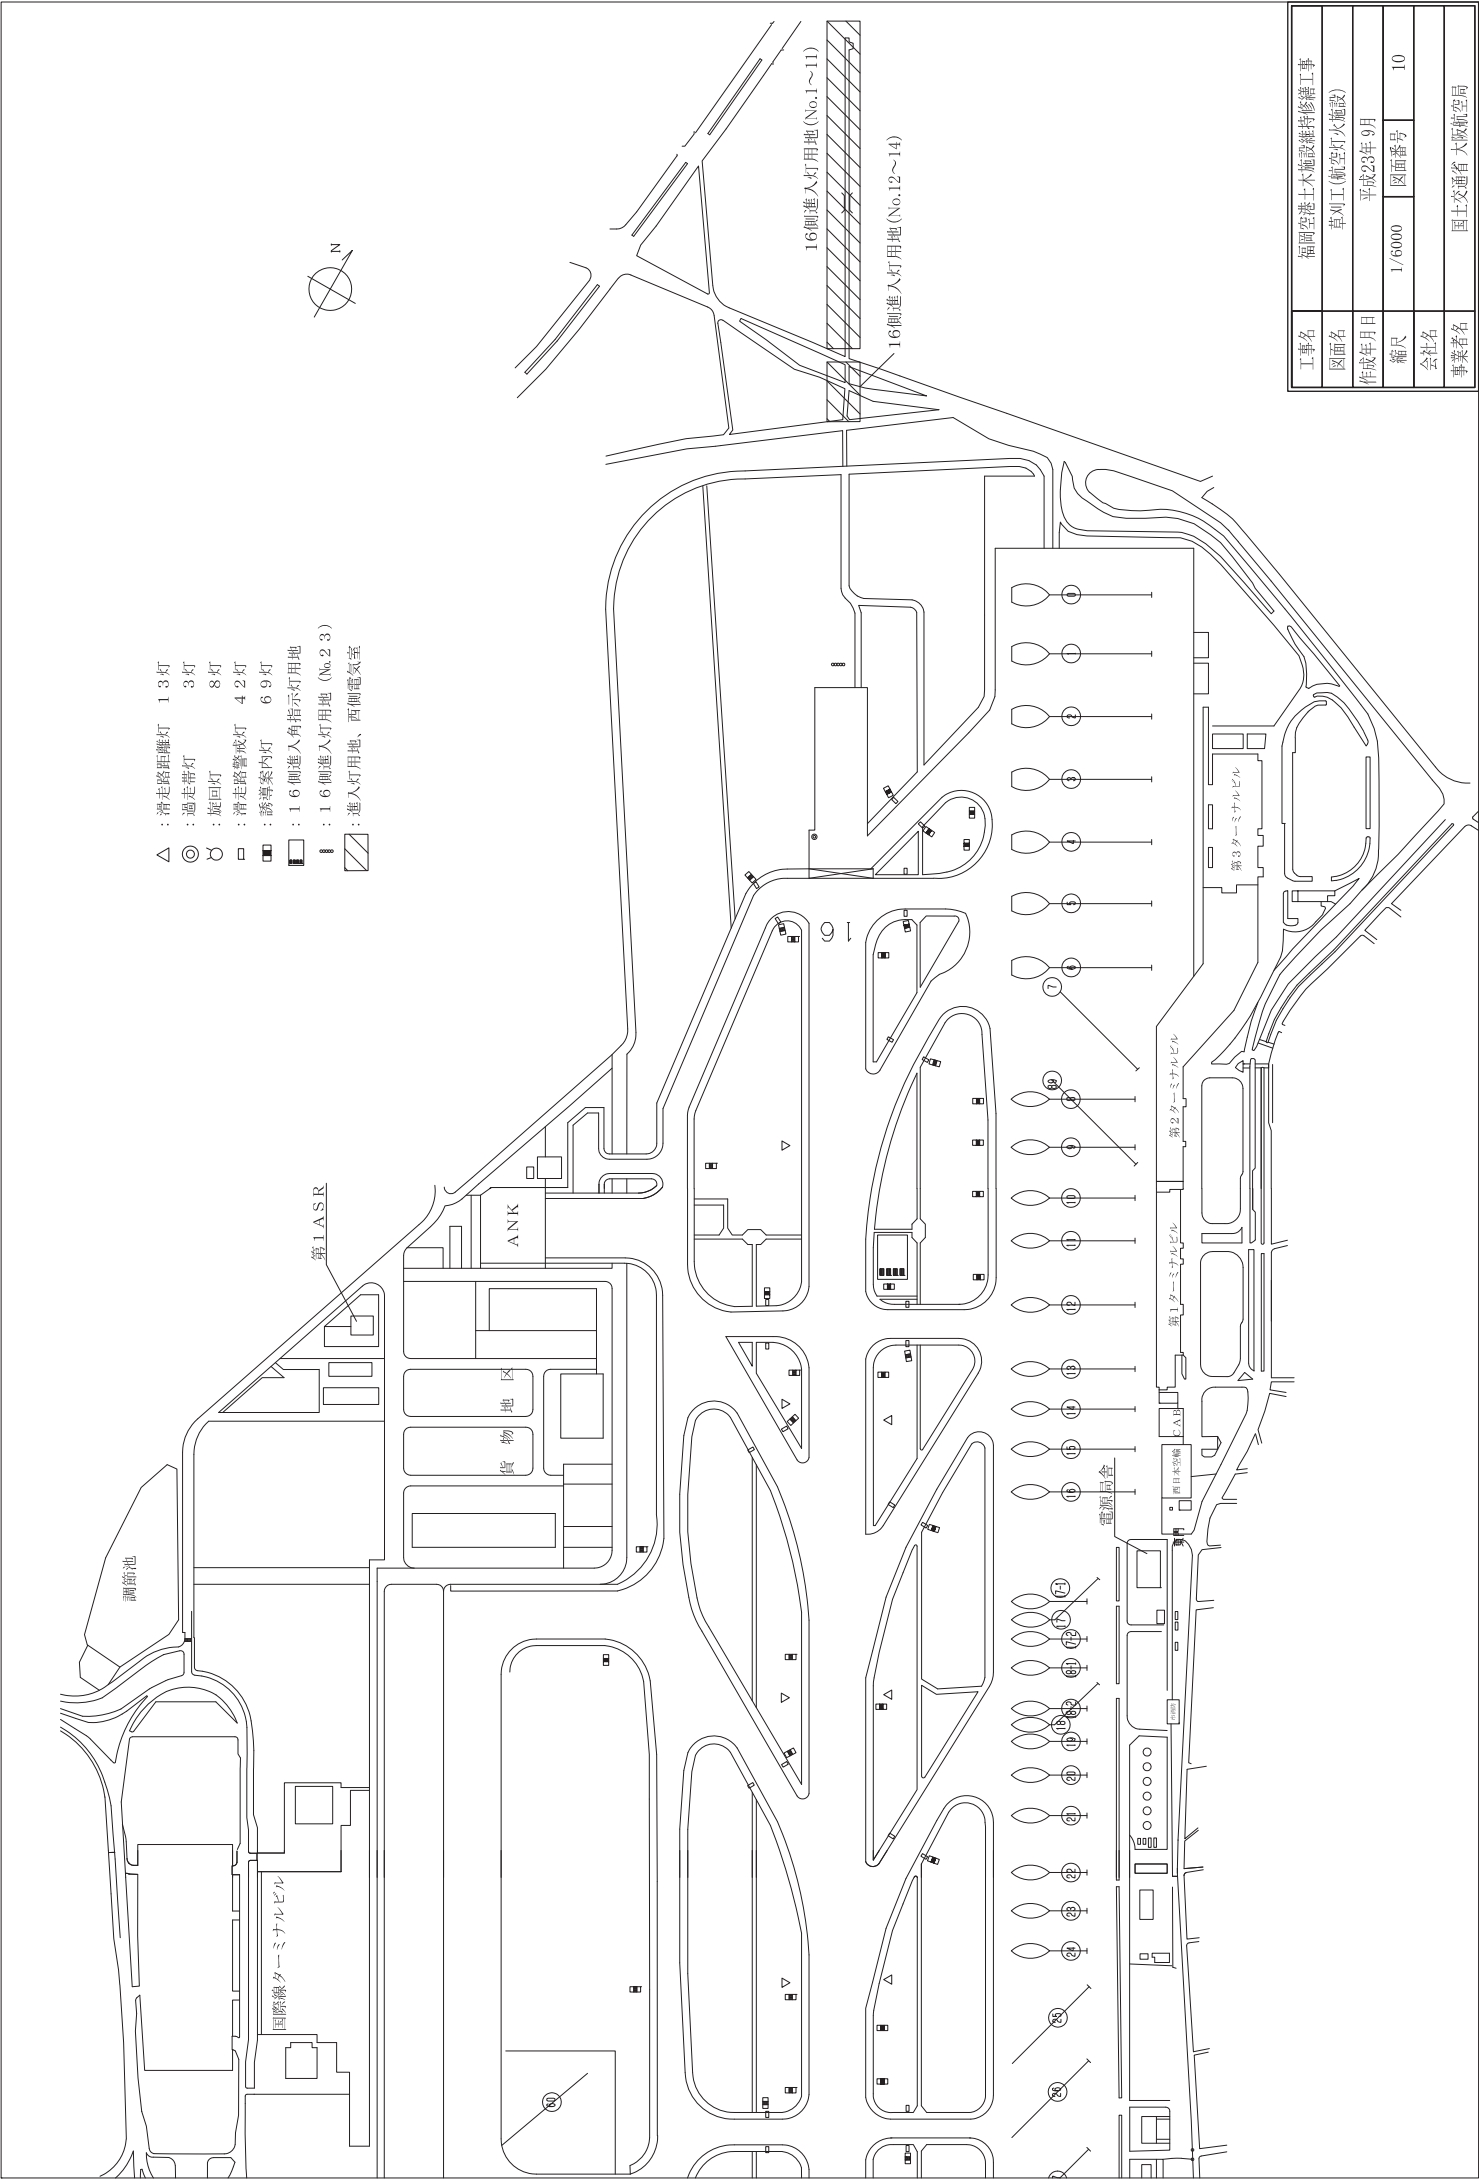 △ ：滑走路距離灯 １３灯
◎ ：過走帯灯 ３灯
：旋回灯 ８灯
：滑走路警戒灯 ４２灯
：誘導案内灯 ６９灯
：１６側進入角指示灯用地
：１６側進入灯用地（№２３）
：進入灯用地、西側電気室
N
16側進入灯用地(No.1～11)
16側進入灯用地(No.12～14)
調節池
第１ＡＳＲ
ＡＮＫ
貨物地区
国際線ターミナルビル
16
0
1
2
3
4
5
6
7
8
9
10
11
12
13
14
15
16
17-1
17
17-2
18-1
18-2
18
19
20
21
22
23
24
25
26
60
第３ターミナルビル
第２ターミナルビル
第１ターミナルビル
ＣＡＢ
西日本空輸
電源局舎
工事名 福岡空港土木施設維持修繕工事
図面名 草刈工(航空灯火施設)
作成年月日 平成23年 9月
縮尺 1/6000 図面番号 10
会社名
事業者名 国土交通省 大阪航空局